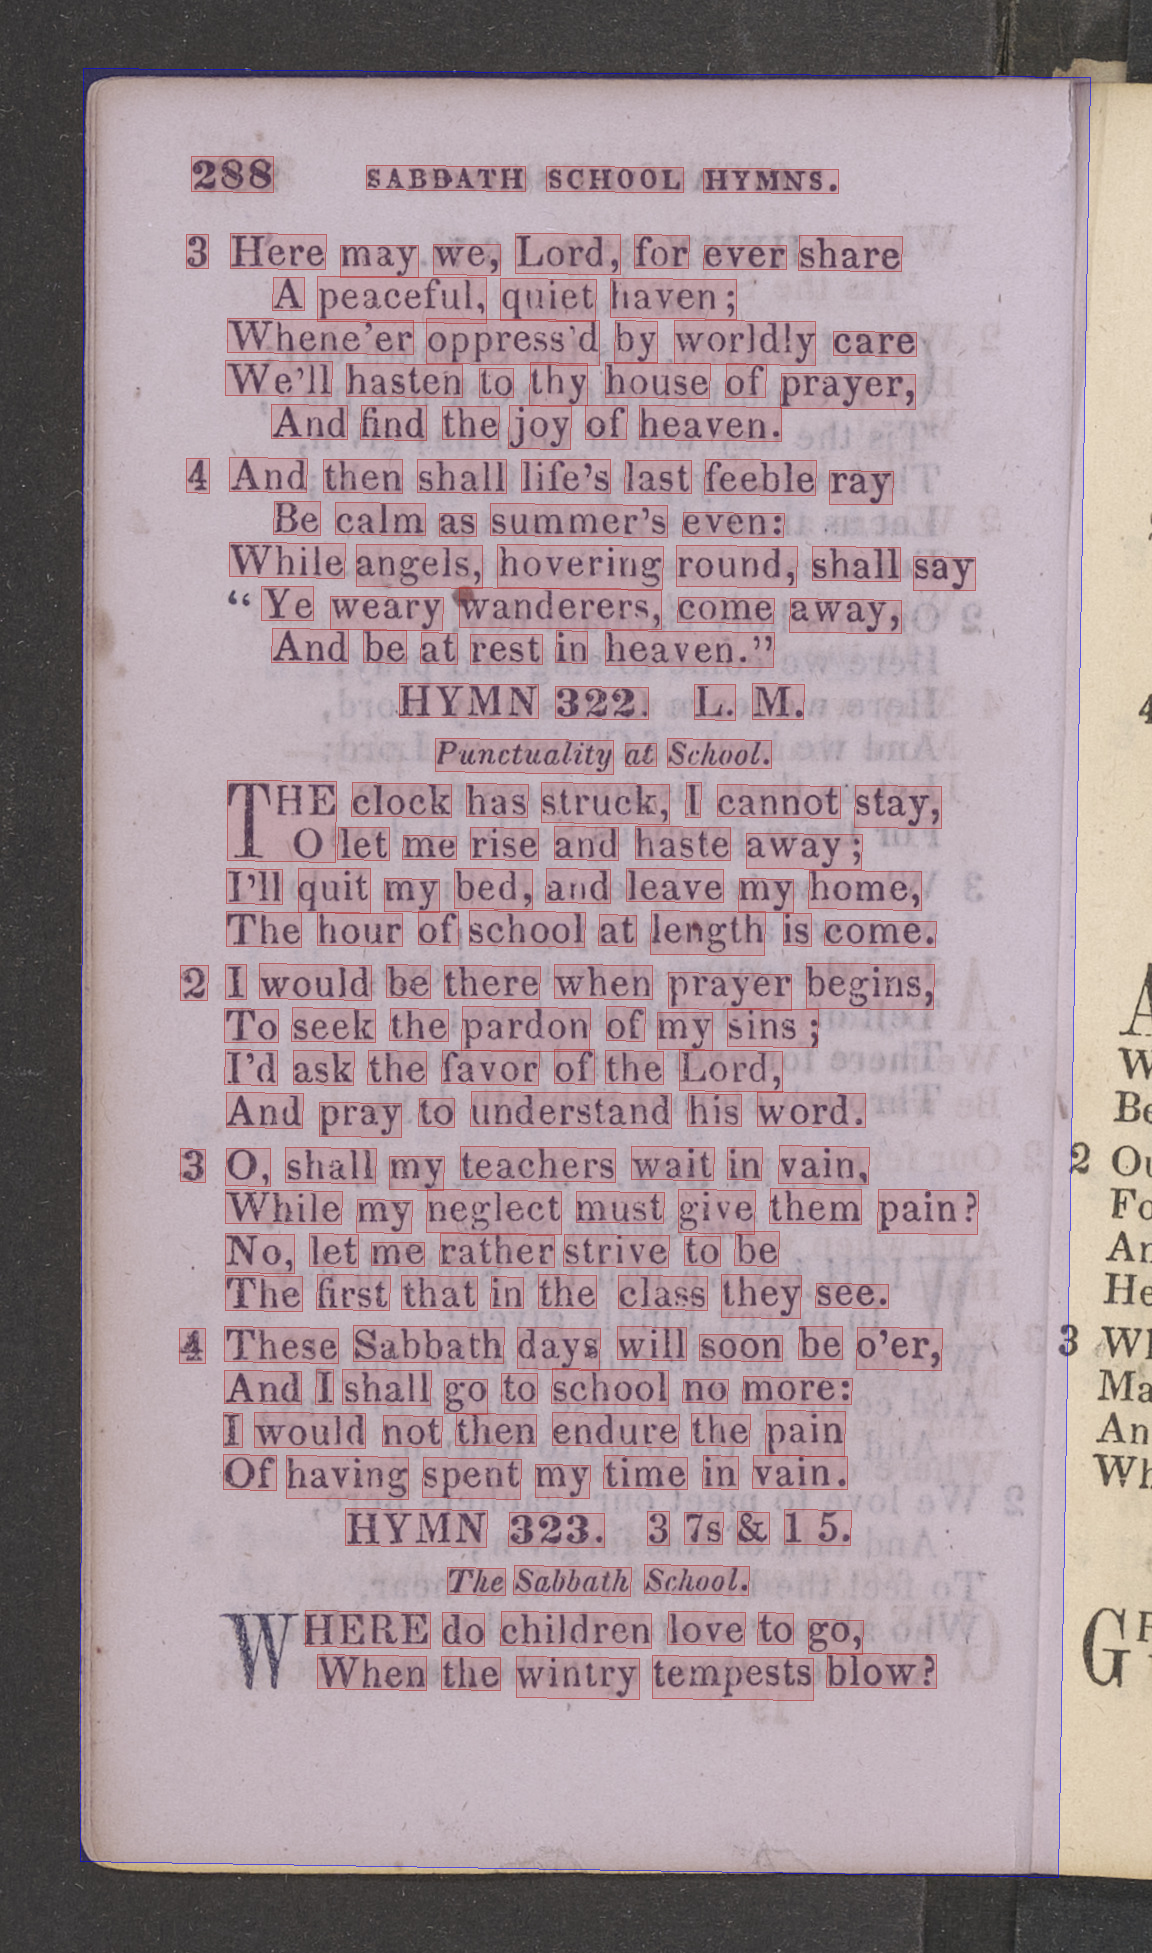 288 SABBATH SCHOOL HYMNS.
3 Here may we, Lord, for ever share
A peaceful, quiet haven;
Whene'er oppress'd by worldly care
We'll hasten to thy house of prayer,
And find the joy of heaven.
4 And then shall life's last feeble ray
Be calm as summer's even:
While angels, hovering round, shall say
“Ye weary wanderers, come away,
And be at rest in heaven.”
HYMN 322. L. M.
Punctuality at School.
THE clock has struck, I cannot stay,
O let me rise and haste away;
I'll quit my bed, and leave my home,
The hour of school at length is come.
2 I would be there when prayer begins,
To seek the pardon of my sins;
I'd ask the favor of the Lord,
And pray to understand his word.
3 O, shall my teachers wait in vain,
While my neglect must give them pain?
No, let me rather strive to be
The first that in the class they see.
4 These Sabbath days will soon be o'er,
And I shall go to school no more:
I would not then endure the pain
Of having spent my time in vain.
HYMN 323. 3 7s & 1 5.
The Sabbath School.
WHERE do children love to go,
When the wintry tempests blow?